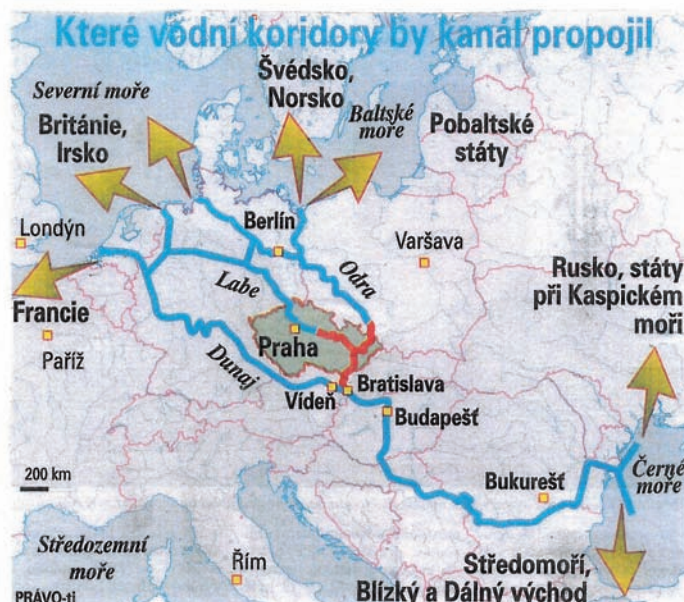 Které vodní koridory by kanál propojil
Severní moře
Švédsko,
Norsko
Británie,
Irsko
Baltské
moře
Pobaltské
státy
Londýn
Berlín
Varšava
Odra
Labe
Rusko, státy
při Kaspickém
moři
Francie
Praha
Paříž
Dunaj
Vídeň
Bratislava
Budapešť
200 km
Bukurešť
Černé
moře
Středozemní
moře
Řím
Středomoří,
Blízký a Dálný východ
PRÁVO-ti